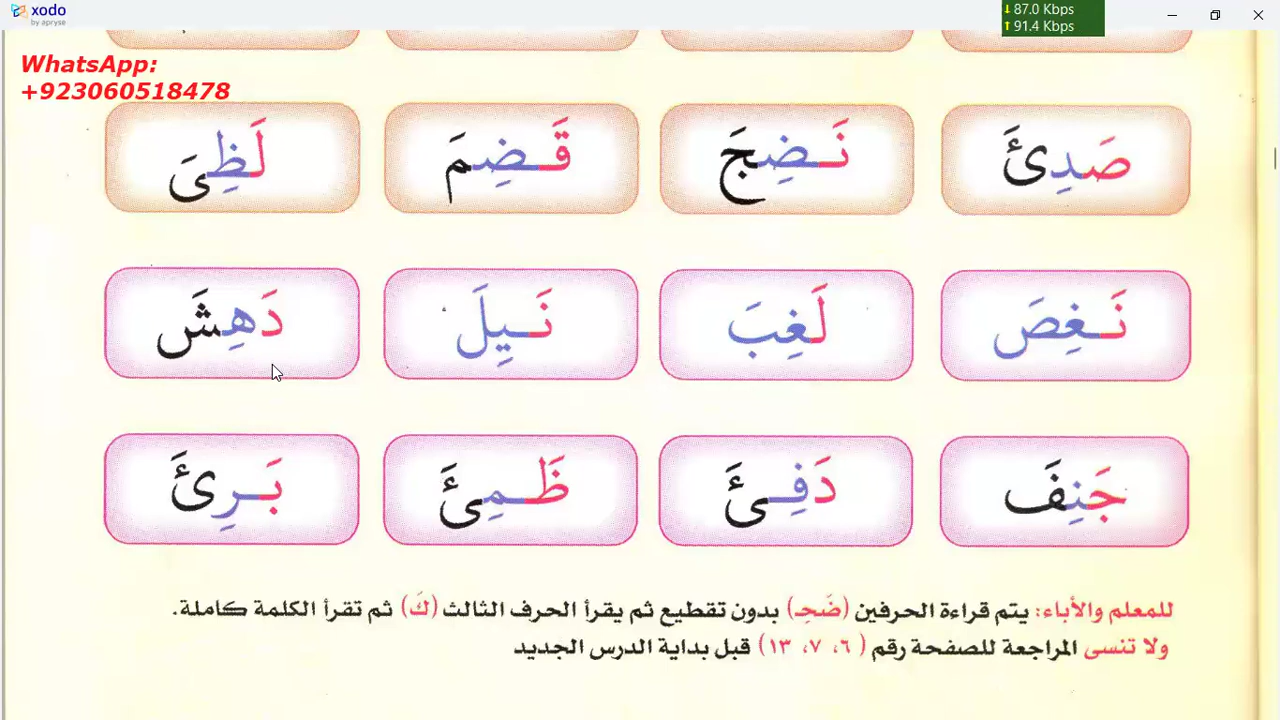 xodo
by apryse
↓ 87.0 Kbps
↑ 91.4 Kbps
WhatsApp:
+923060518478
صَدِئَ نَضِجَ قَضِمَ لَظِىَ
نَغِصَ لَغِبَ نَيِلَ دَهِشَ
جَنِفَ دَفِئَ ظَمِئَ بَرِئَ
للمعلم والأباء: يتم قراءة الحرفين (ضَحِـ) بدون تقطيع ثم يقرأ الحرف الثالث (كَ) ثم تقرأ الكلمة كاملة.
ولا تنسى المراجعة للصفحة رقم (٦، ٧، ١٣) قبل بداية الدرس الجديد